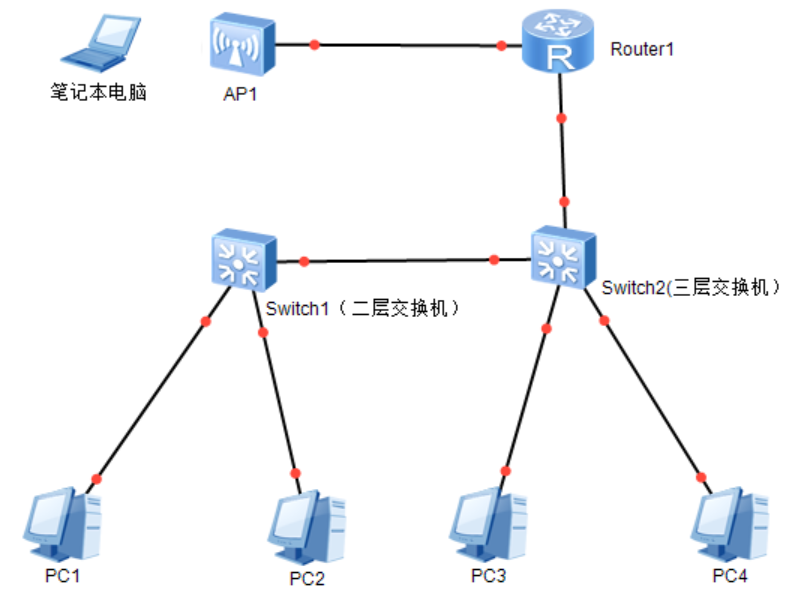 笔记本电脑
AP1
R
Router1
Switch1（二层交换机）
Switch2(三层交换机）
PC1
PC2
PC3
PC4